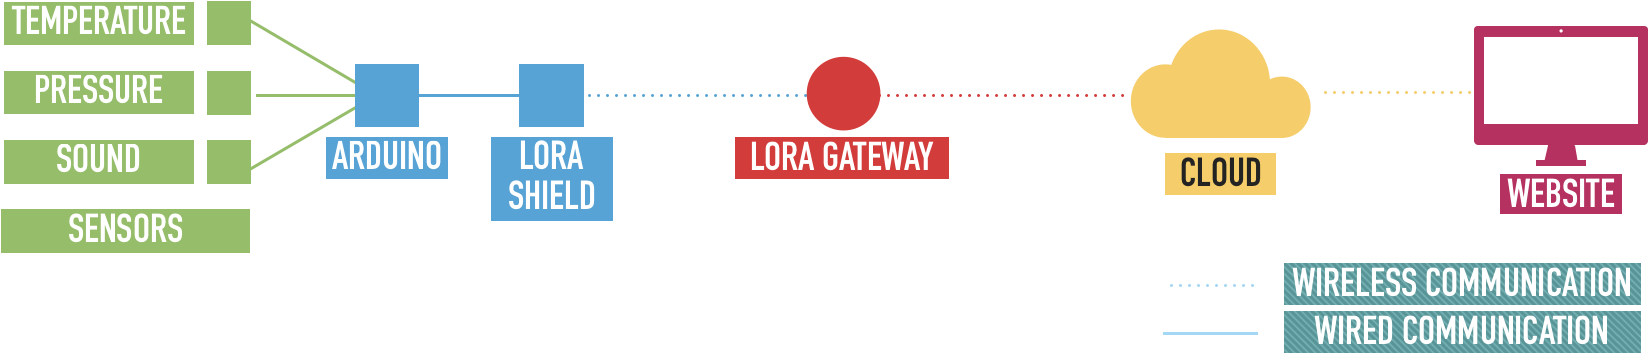 TEMPERATURE
PRESSURE
SOUND
SENSORS
ARDUINO
LORA
SHIELD
LORA GATEWAY
CLOUD
WEBSITE
WIRELESS COMMUNICATION
WIRED COMMUNICATION